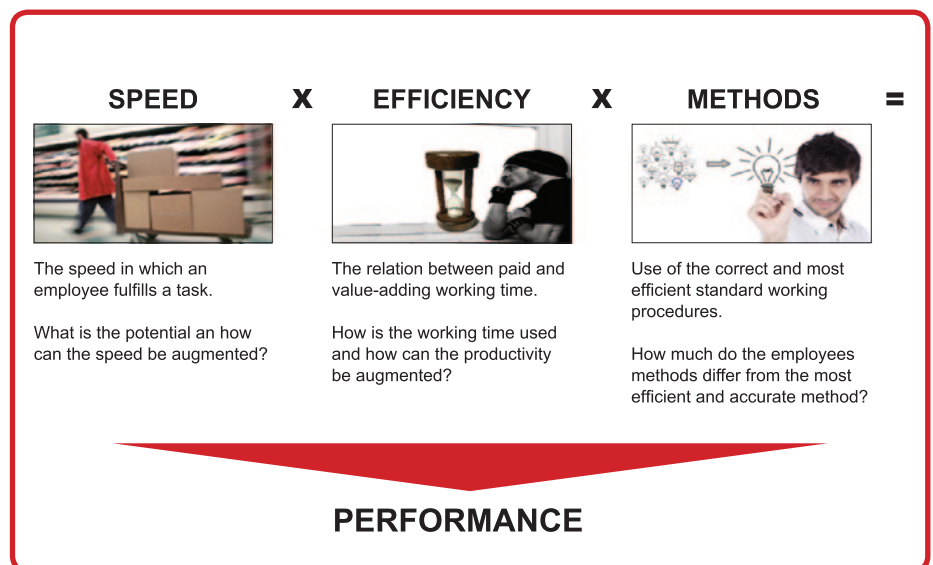 SPEED x EFFICIENCY x METHODS =
The speed in which an
employee fulfills a task.
What is the potential an how
can the speed be augmented?
The relation between paid and
value-adding working time.
How is the working time used
and how can the productivity
be augmented?
Use of the correct and most
efficient standard working
procedures.
How much do the employees
methods differ from the most
efficient and accurate method?
PERFORMANCE